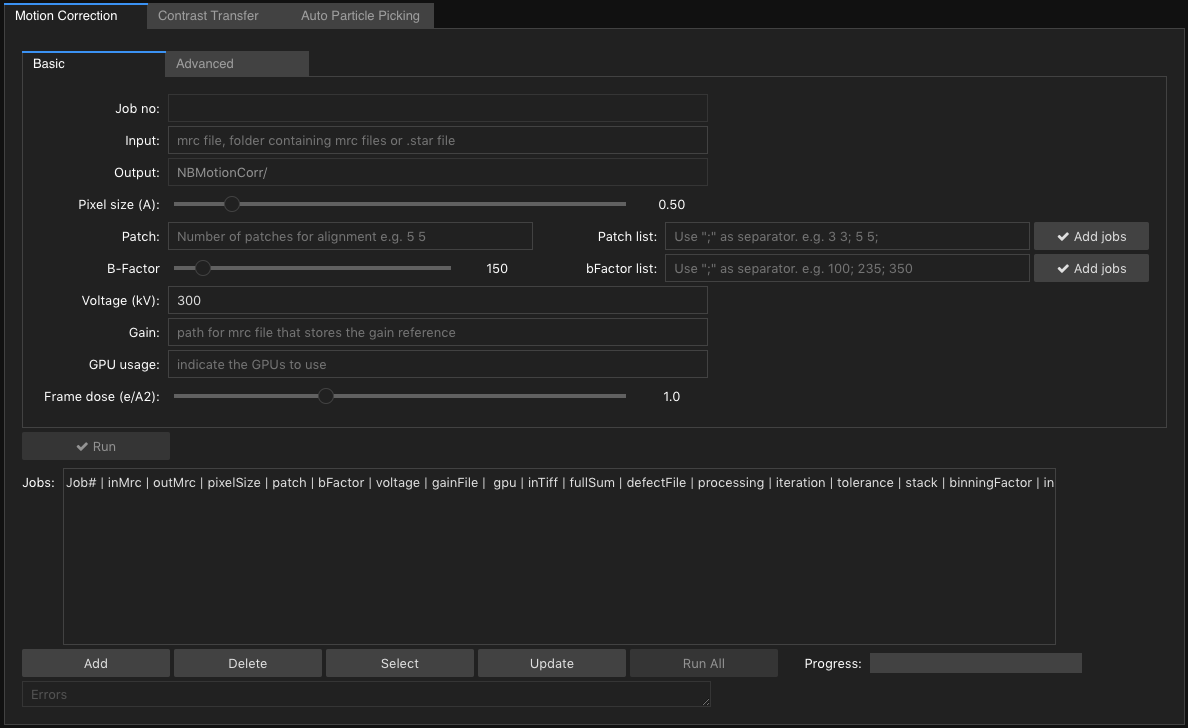 Motion Correction Contrast Transfer Auto Particle Picking
Basic Advanced
Job no:
Input: mrc file, folder containing mrc files or .star file
Output: NBMotionCorr/
Pixel size (A): 0.50
Patch: Number of patches for alignment e.g. 5 5 Patch list: Use ";" as separator. e.g. 3 3; 5 5; Add jobs
B-Factor 150 bFactor list: Use ";" as separator. e.g. 100; 235; 350 Add jobs
Voltage (kV): 300
Gain: path for mrc file that stores the gain reference
GPU usage: indicate the GPUs to use
Frame dose (e/A2): 1.0
Run
Jobs: Job# | inMrc | outMrc | pixelSize | patch | bFactor | voltage | gainFile | gpu | inTiff | fullSum | defectFile | processing | iteration | tolerance | stack | binningFactor | in
Add Delete Select Update Run All Progress:
Errors